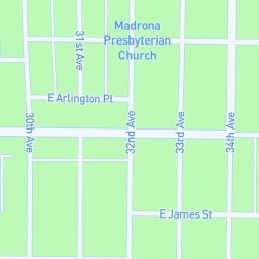 Madrona
Presbyterian
Church
31st Ave
E Arlington Pl
30th Ave
32nd Ave
33rd Ave
34th Ave
E James St